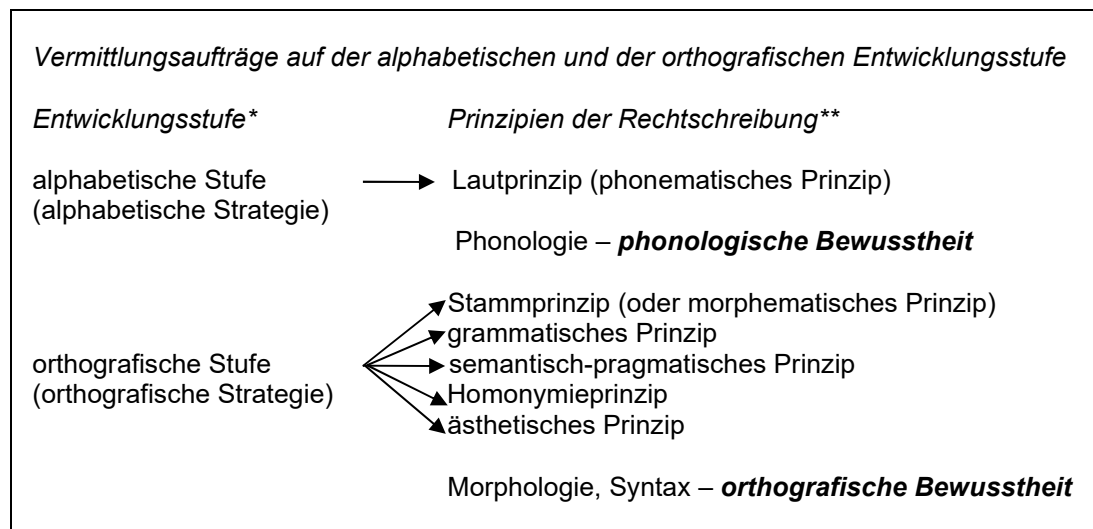 Vermittlungsaufträge auf der alphabetischen und der orthografischen Entwicklungsstufe
Entwicklungsstufe* Prinzipien der Rechtschreibung**
alphabetische Stufe Lautprinzip (phonematisches Prinzip)
(alphabetische Strategie)
Phonologie – phonologische Bewusstheit
Stammprinzip (oder morphematisches Prinzip)
grammatisches Prinzip
orthografische Stufe semantisch-pragmatisches Prinzip
(orthografische Strategie) Homonymieprinzip
ästhetisches Prinzip
Morphologie, Syntax – orthografische Bewusstheit